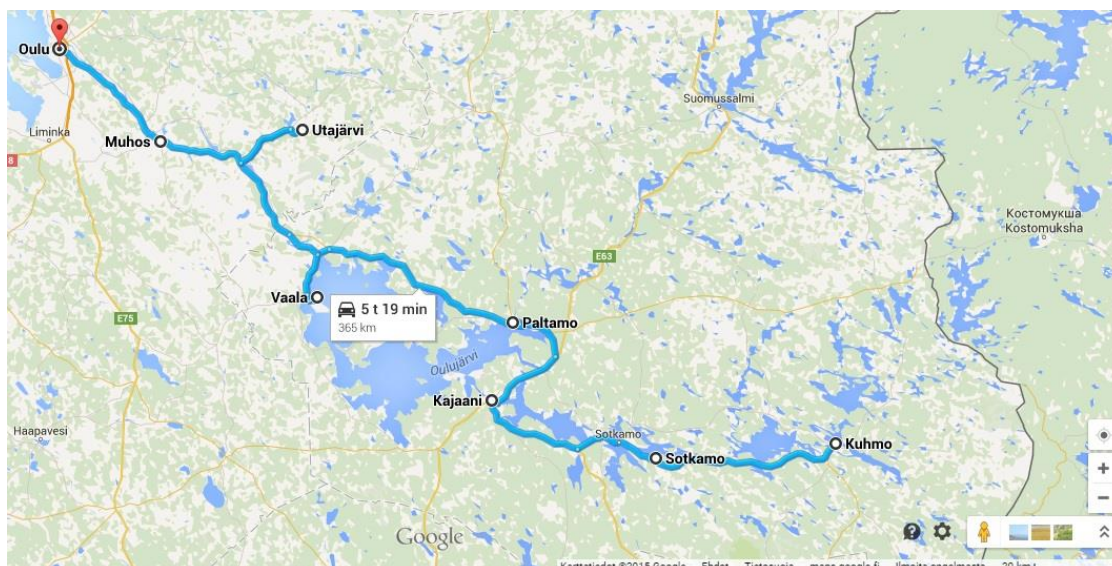 Oulu
Liminka
8
Muhos
Utajärvi
Suomussalmi
Костомукша
Kostomuksha
E63
Vaala
5 t 19 min
365 km
E75
Paltamo
Oulujärvi
Kajaani
Haapavesi
Sotkamo
Sotkamo
Kuhmo
Google